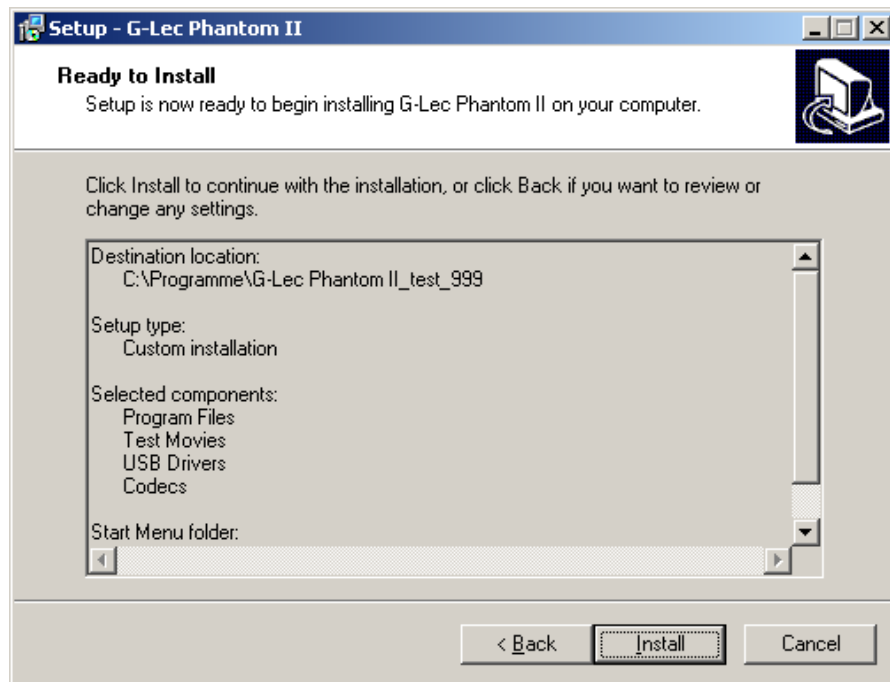 Setup - G-Lec Phantom II
Ready to Install
Setup is now ready to begin installing G-Lec Phantom II on your computer.
Click Install to continue with the installation, or click Back if you want to review or
change any settings.
Destination location:
C:\Programme\G-Lec Phantom II_test_999
Setup type:
Custom installation
Selected components:
Program Files
Test Movies
USB Drivers
Codecs
Start Menu folder:
< Back
Install
Cancel